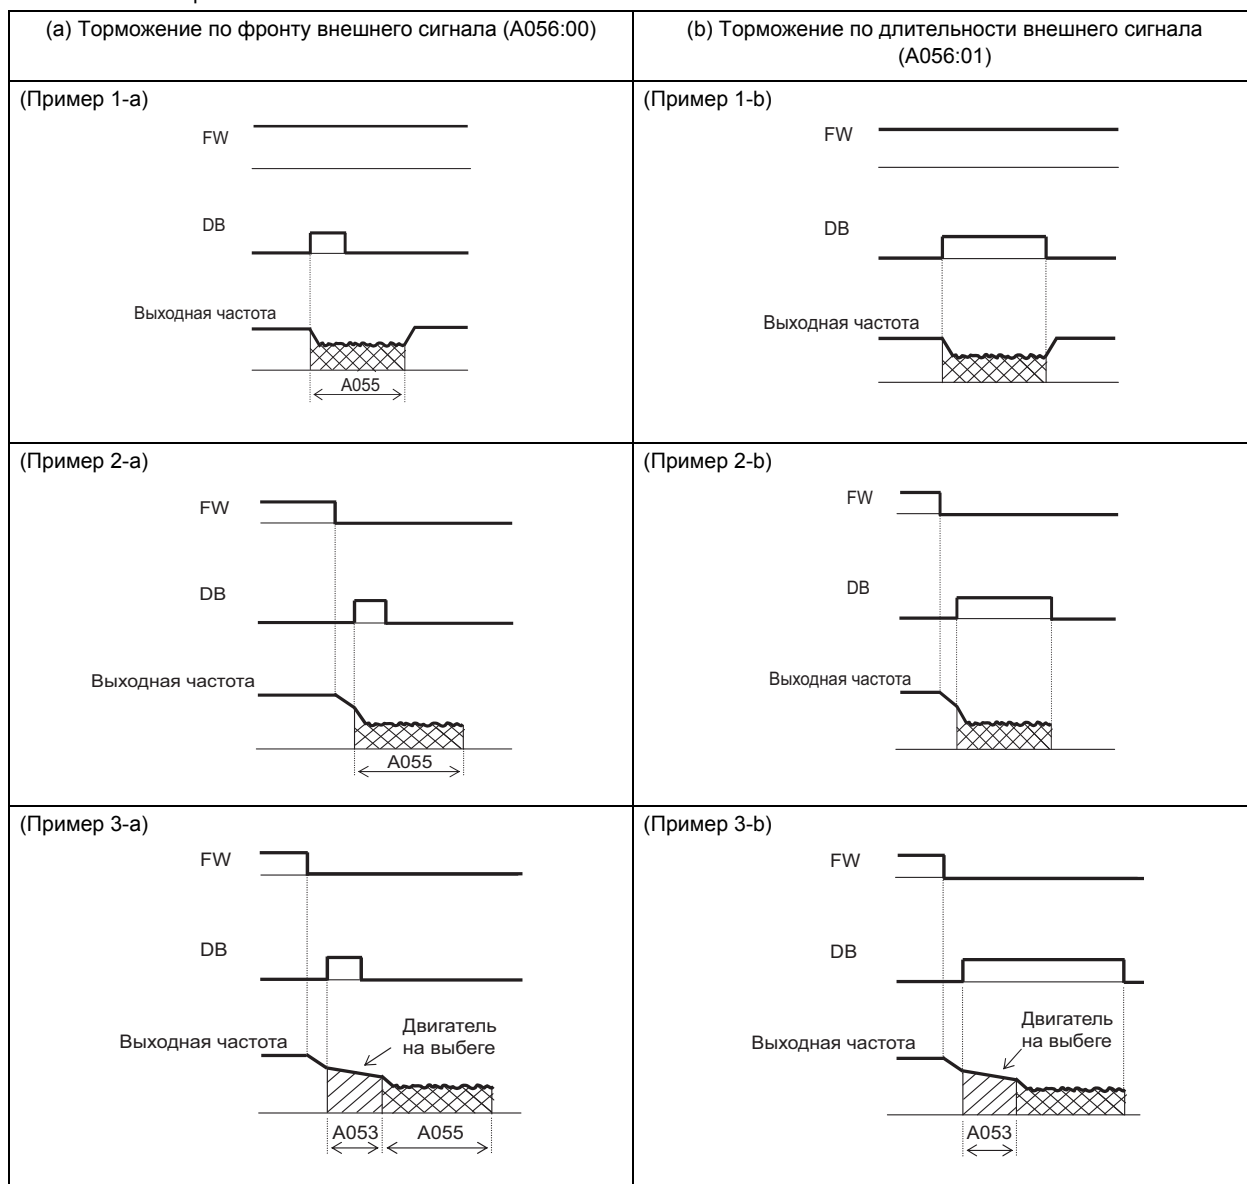 (a) Торможение по фронту внешнего сигнала (A056:00)
(b) Торможение по длительности внешнего сигнала
(A056:01)
(Пример 1-a)
FW
DB
Выходная частота
A055
(Пример 1-b)
FW
DB
Выходная частота
(Пример 2-a)
FW
DB
Выходная частота
A055
(Пример 2-b)
FW
DB
Выходная частота
(Пример 3-a)
FW
DB
Выходная частота
Двигатель
на выбеге
A053
A055
(Пример 3-b)
FW
DB
Выходная частота
Двигатель
на выбеге
A053